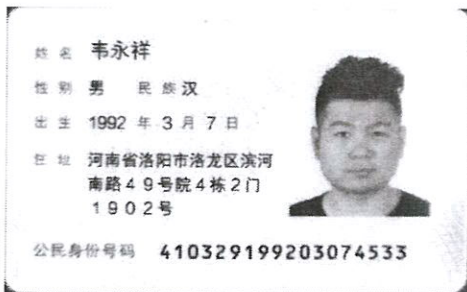 姓名 韦永祥
性别 男 民族 汉
出生 1992 年 3 月 7 日
住址 河南省洛阳市洛龙区滨河
南路49号院4栋2门
1902号
公民身份号码 410329199203074533